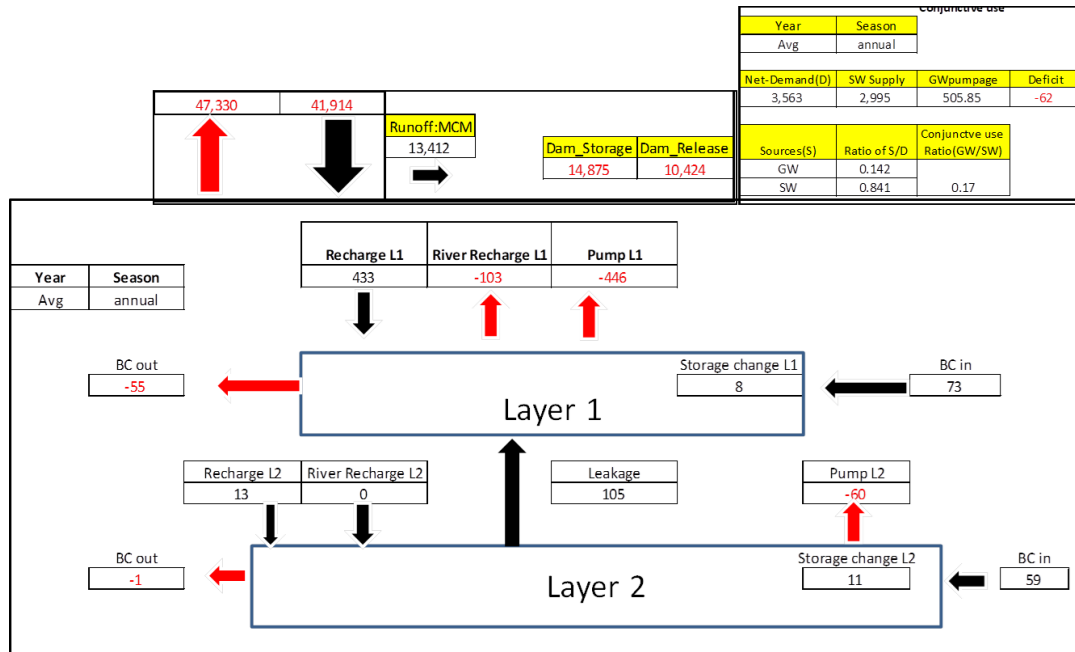 Conjunctive use
Year Season
Avg annual
Net-Demand(D) SW Supply GWpumpage Deficit
3,563 2,995 505.85 -62
Sources(S) Ratio of S/D Conjunctve use
Ratio(GW/SW)
GW 0.142
SW 0.841 0.17
47,330 41,914
Runoff:MCM
13,412
Dam_Storage Dam_Release
14,875 10,424
Recharge L1 River Recharge L1 Pump L1
433 -103 -446
Year Season
Avg annual
BC out
-55
Storage change L1
8
BC in
73
Layer 1
Recharge L2 River Recharge L2
13 0
Leakage
105
Pump L2
-60
BC out
-1
Storage change L2
11
BC in
59
Layer 2